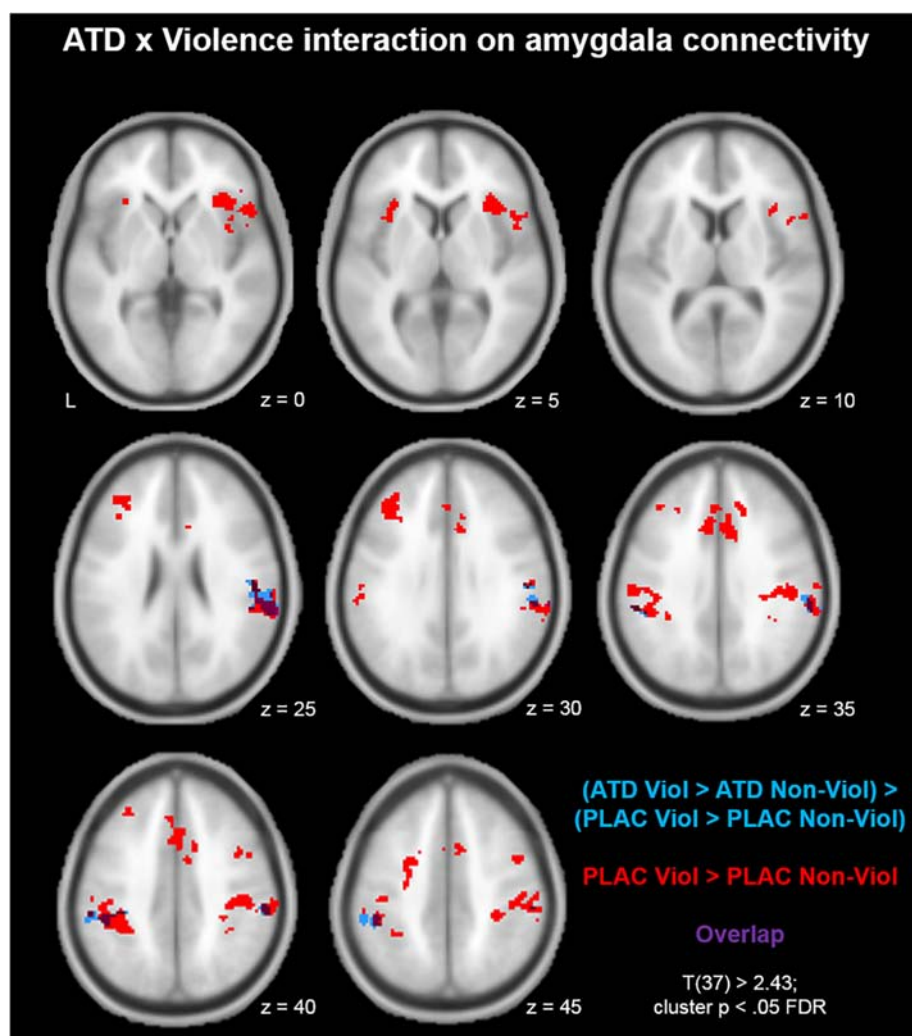 ATD x Violence interaction on amygdala connectivity
L
z = 0
z = 5
z = 10
z = 25
z = 30
z = 35
z = 40
z = 45
(ATD Viol > ATD Non-Viol) >
(PLAC Viol > PLAC Non-Viol)
PLAC Viol > PLAC Non-Viol
Overlap
T(37) > 2.43;
cluster p < .05 FDR